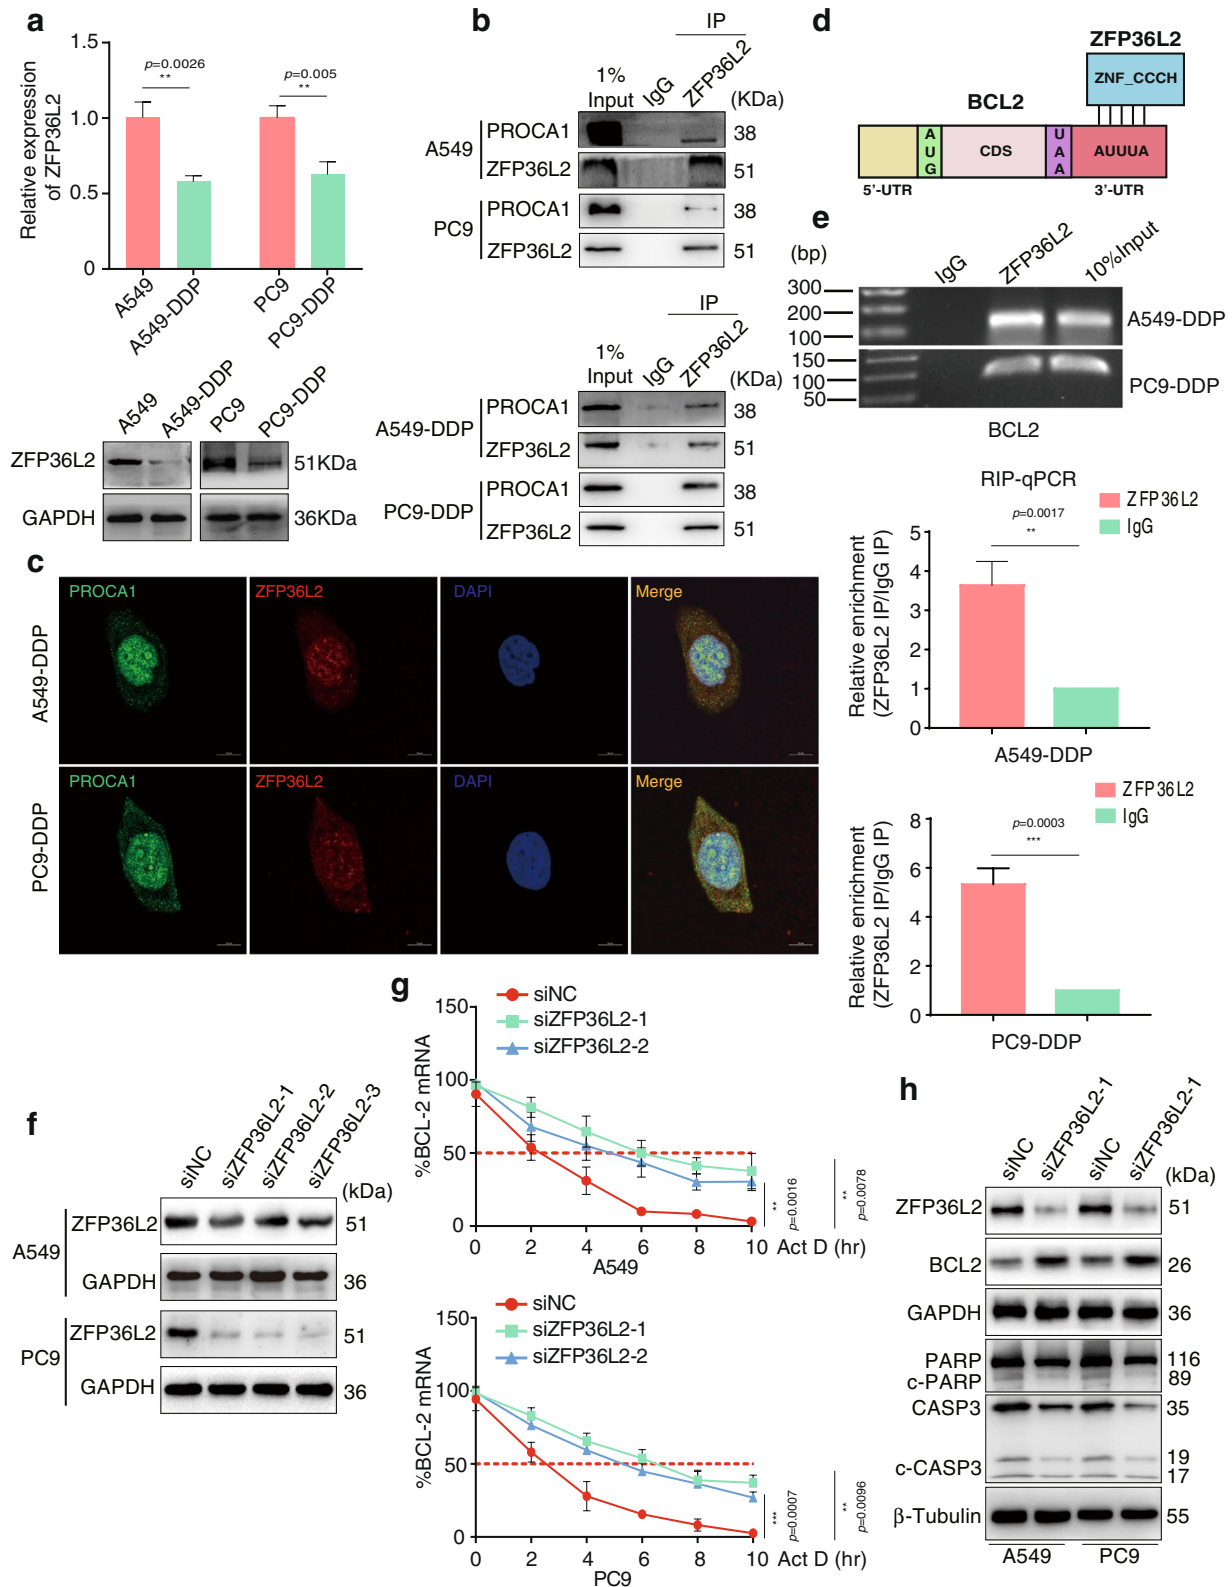 a
Relative expression
of ZFP36L2
1.5
1.0
0.5
0
p=0.0026
**
p=0.005
**
A549
A549-DDP
PC9
PC9-DDP
A549
A549-DDP
PC9
PC9-DDP
ZFP36L2
51KDa
GAPDH
36KDa
b
IP
1%
Input
IgG
ZFP36L2
(KDa)
A549
PROCA1
38
ZFP36L2
51
PC9
PROCA1
38
ZFP36L2
51
IP
1%
Input
IgG
ZFP36L2
(KDa)
A549-DDP
PROCA1
38
ZFP36L2
51
PC9-DDP
PROCA1
38
ZFP36L2
51
c
A549-DDP
PROCA1
ZFP36L2
DAPI
Merge
PC9-DDP
PROCA1
ZFP36L2
DAPI
Merge
d
ZFP36L2
ZNF_CCCH
BCL2
AUG
CDS
UAA
AUUUA
5'-UTR
3'-UTR
e
(bp)
IgG
ZFP36L2
10%Input
300
200
100
A549-DDP
150
100
50
PC9-DDP
BCL2
RIP-qPCR
ZFP36L2
IgG
p=0.0017
**
Relative enrichment
(ZFP36L2 IP/IgG IP)
5
4
3
2
1
0
A549-DDP
ZFP36L2
IgG
p=0.0003
***
Relative enrichment
(ZFP36L2 IP/IgG IP)
8
6
4
2
0
PC9-DDP
f
siNC
siZFP36L2-1
siZFP36L2-2
siZFP36L2-3
(kDa)
A549
ZFP36L2
51
GAPDH
36
PC9
ZFP36L2
51
GAPDH
36
g
siNC
siZFP36L2-1
siZFP36L2-2
%BCL-2 mRNA
150
100
50
0
0 2 4 6 8 10 Act D (hr)
A549
**
p=0.0016
**
p=0.0078
siNC
siZFP36L2-1
siZFP36L2-2
%BCL-2 mRNA
150
100
50
0
0 2 4 6 8 10 Act D (hr)
PC9
***
p=0.0007
**
p=0.0096
h
siNC
siZFP36L2-1
siNC
siZFP36L2-1
(kDa)
ZFP36L2
51
BCL2
26
GAPDH
36
PARP
116
c-PARP
89
CASP3
35
c-CASP3
19
17
β-Tubulin
55
A549
PC9